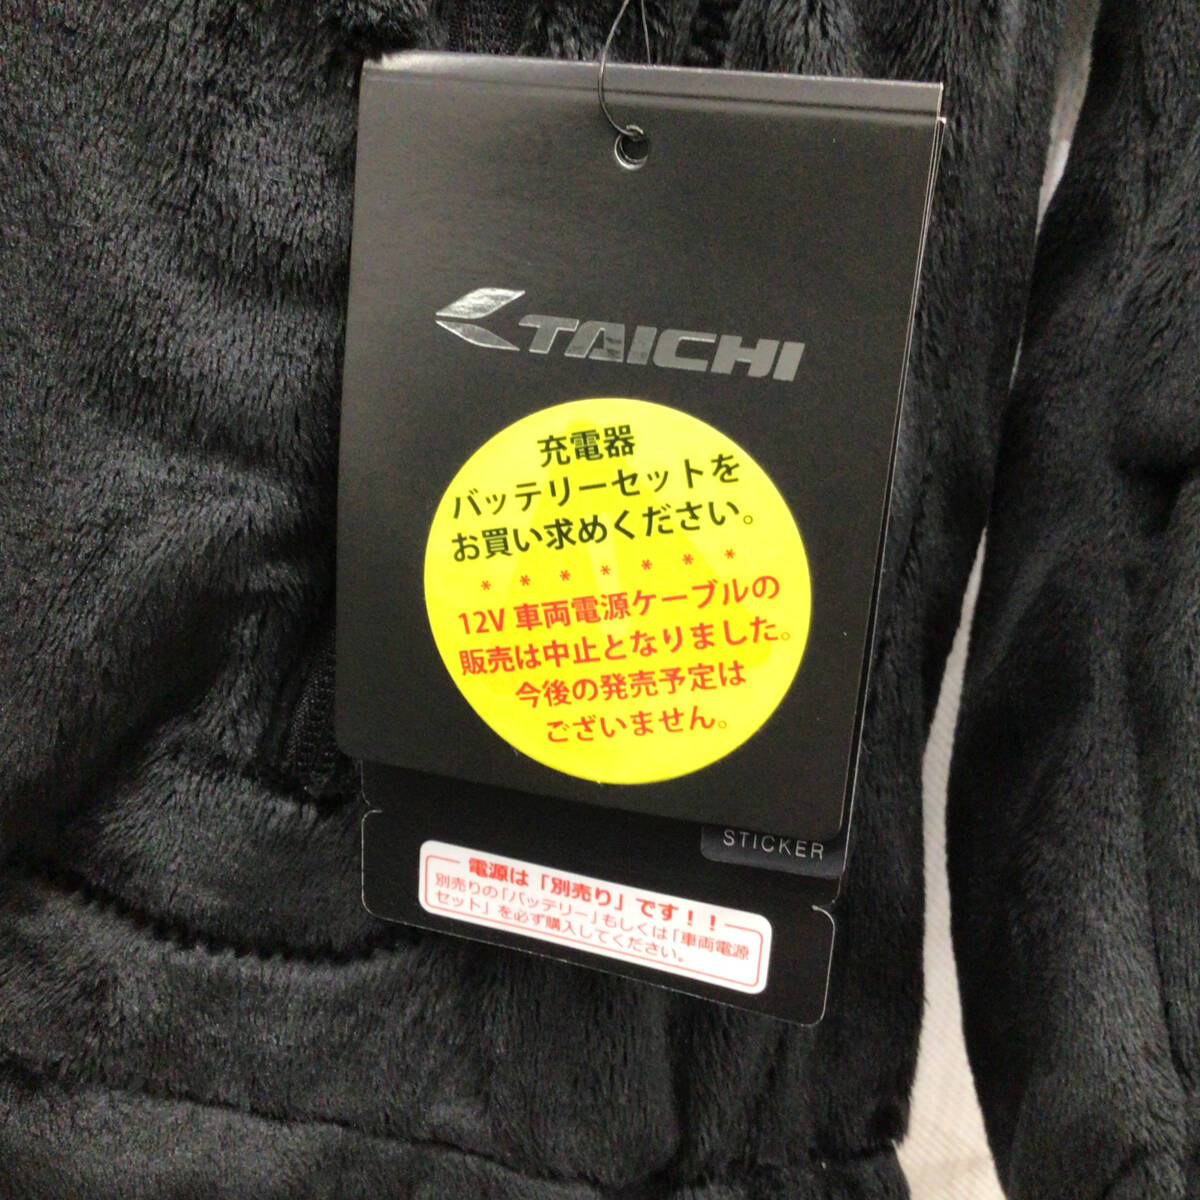 TAICHI
充電器
バッテリーセットを
お買い求めください。
＊＊＊＊＊＊＊
12V 車両電源ケーブルの
販売は中止となりました。
今後の発売予定は
ございません。
STICKER
電源は「別売り」です！！
別売りの「バッテリー」もしくは「車両電源
セット」を必ず購入してください。